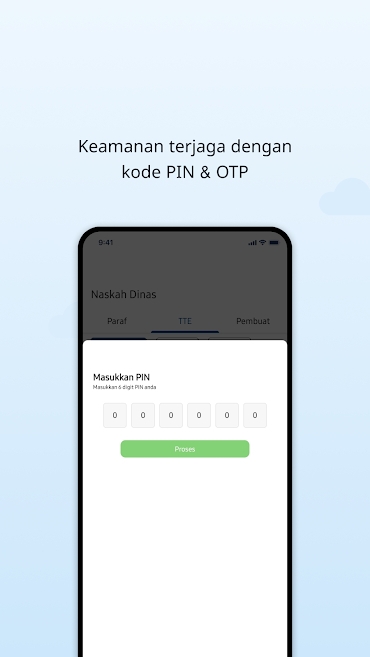 Keamanan terjaga dengan
kode PIN & OTP
9:41
Naskah Dinas
Paraf TTE Pembuat
Masukkan PIN
Masukkan 6 digit PIN anda
0 0 0 0 0 0
Proses